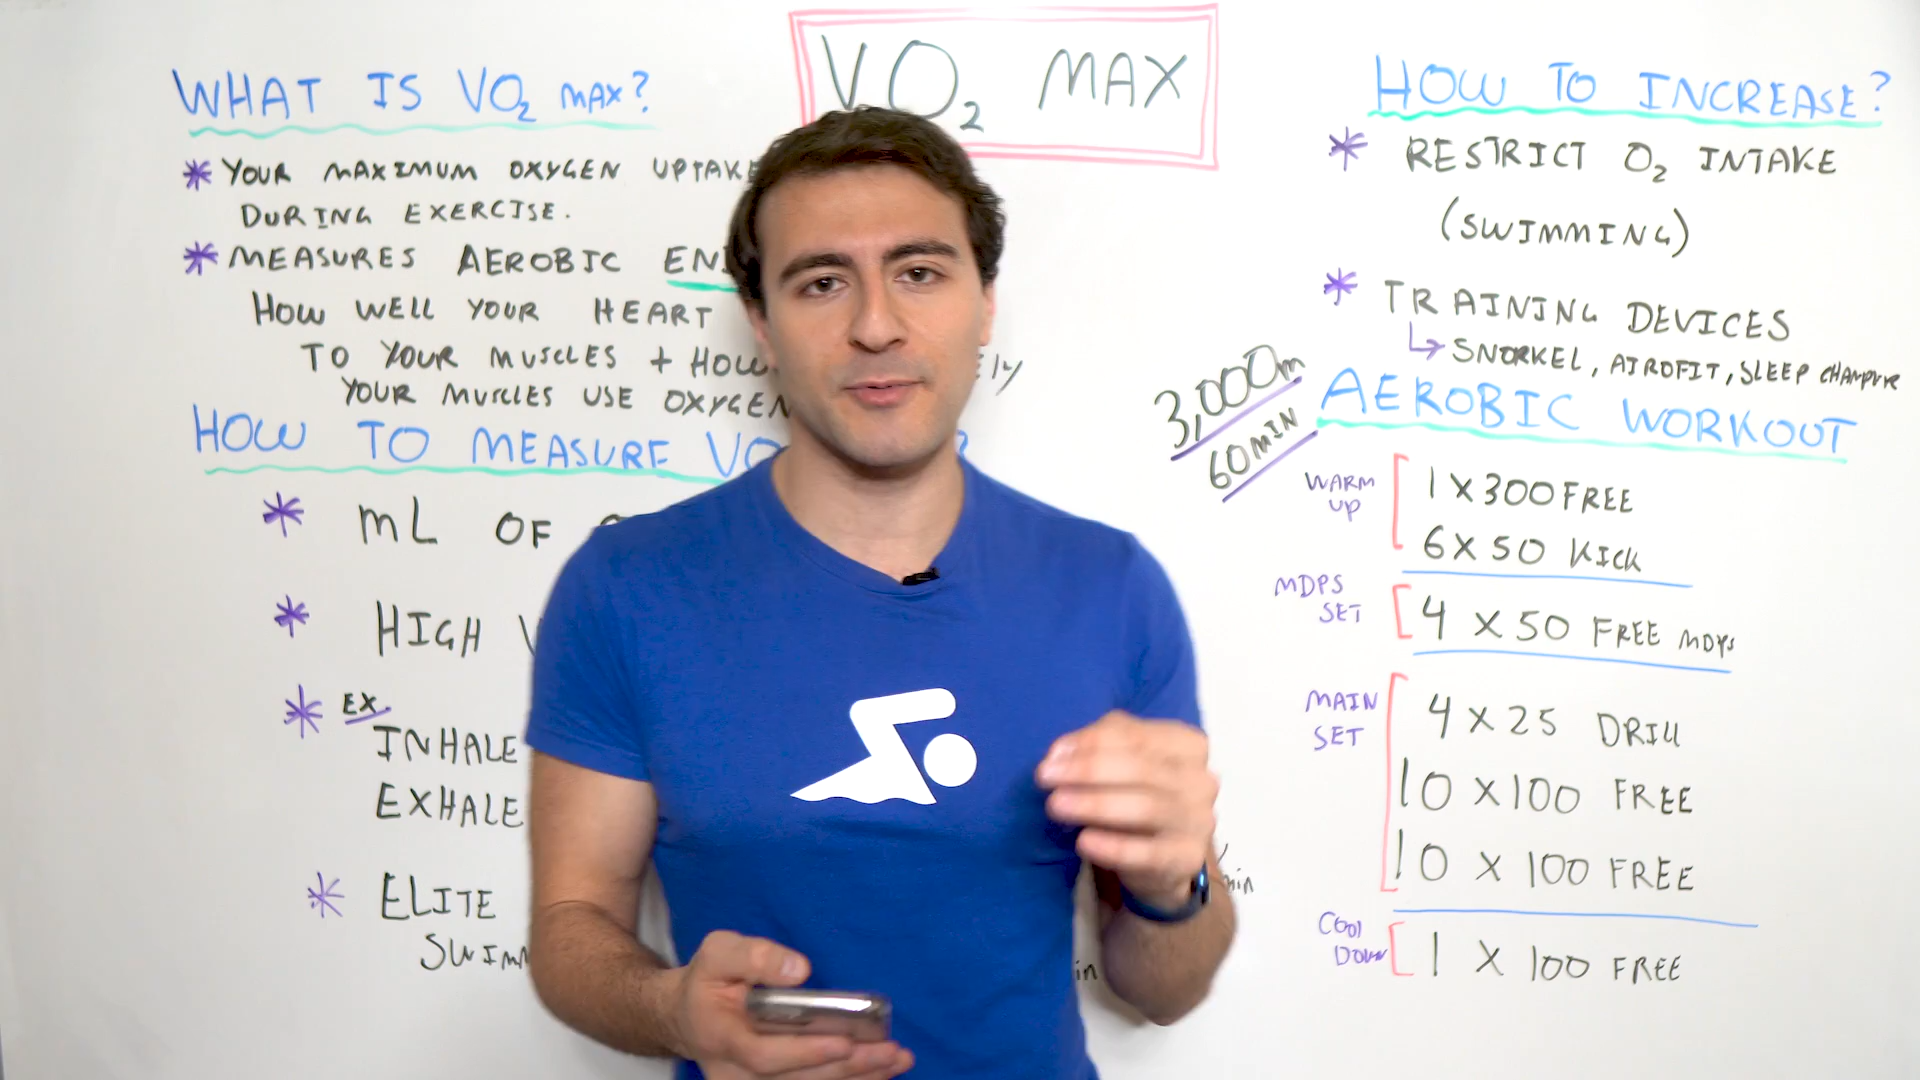 VO₂ MAX
WHAT IS VO₂ MAX?
* YOUR MAXIMUM OXYGEN UPTAKE
DURING EXERCISE.
* MEASURES AEROBIC
HOW WELL YOUR HEART
TO YOUR MUSCLES + HOW
YOUR MUSCLES USE OXYGEN
HOW TO MEASURE VO ?
* mL OF
* HIGH
* EX.
INHALE
EXHALE
* ELITE
HOW TO INCREASE?
* RESTRICT O₂ INTAKE
(SWIMMING)
* TRAINING DEVICES
↳ SNORKEL, AIROFIT, SLEEP
3,000m
60 MIN
AEROBIC WORKOUT
WARM UP
1 X 300 FREE
6 X 50 KICK
MDPS SET
4 X 50 FREE MDPS
MAIN SET
4 X 25 DRILL
10 X 100 FREE
10 X 100 FREE
COOL DOWN
1 X 100 FREE